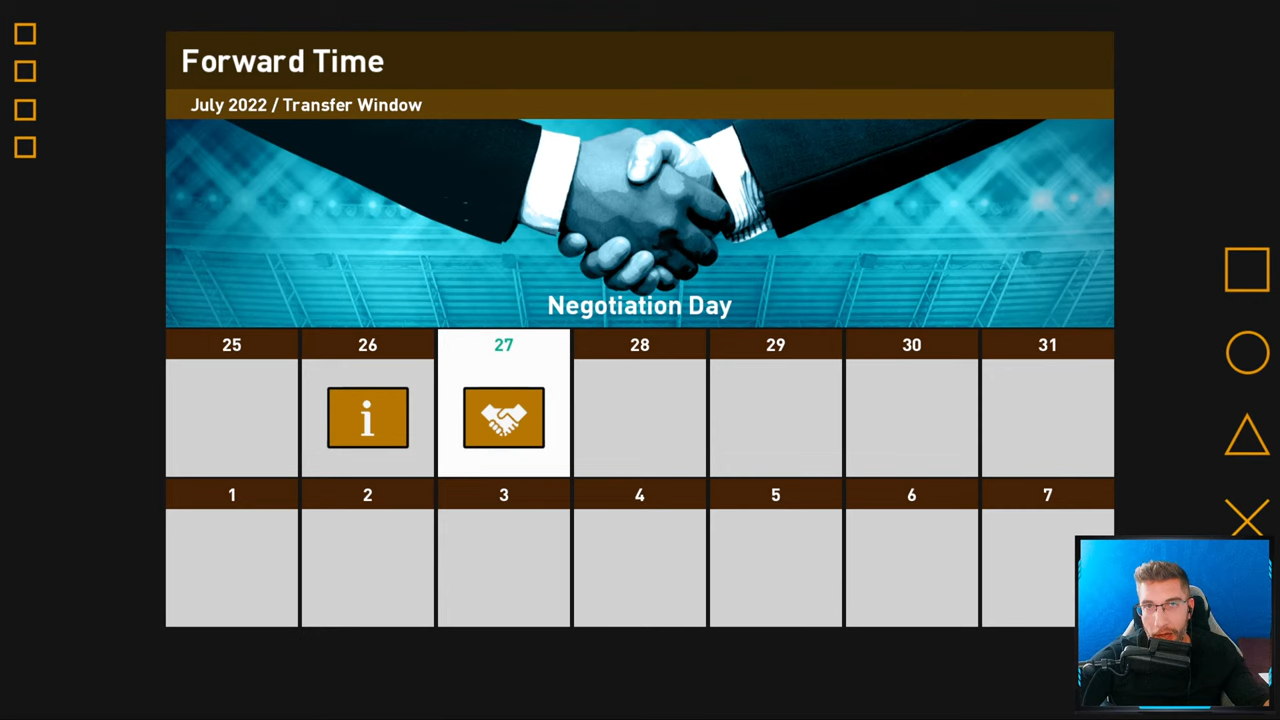 Forward Time
July 2022 / Transfer Window
Negotiation Day
25 26 27 28 29 30 31
i
1 2 3 4 5 6 7